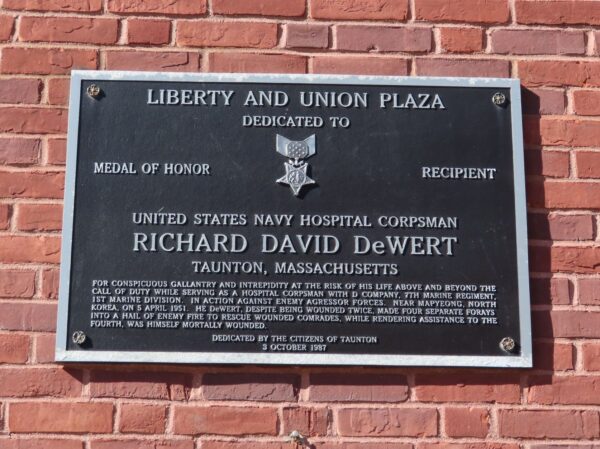 LIBERTY AND UNION PLAZA
DEDICATED TO
MEDAL OF HONOR RECIPIENT
UNITED STATES NAVY HOSPITAL CORPSMAN
RICHARD DAVID DeWERT
TAUNTON, MASSACHUSETTS
FOR CONSPICUOUS GALLANTRY AND INTREPIDITY AT THE RISK OF HIS LIFE ABOVE AND BEYOND THE
CALL OF DUTY WHILE SERVING AS A HOSPITAL CORPSMAN WITH D COMPANY, 7TH MARINE REGIMENT,
1ST MARINE DIVISION. IN ACTION AGAINST ENEMY AGRESSOR FORCES. NEAR MAPYEONG, NORTH
KOREA, ON 5 APRIL 1951. HE DeWERT, DESPITE BEING WOUNDED TWICE, MADE FOUR SEPARATE FORAYS
INTO A HAIL OF ENEMY FIRE TO RESCUE WOUNDED COMRADES, WHILE RENDERING ASSISTANCE TO THE
FOURTH, WAS HIMSELF MORTALLY WOUNDED.
DEDICATED BY THE CITIZENS OF TAUNTON
3 OCTOBER 1987